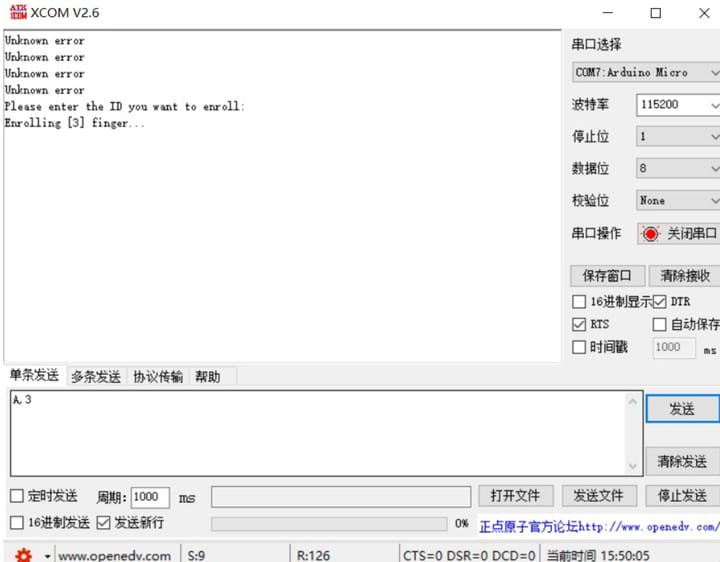 ATK
XCOM XCOM V2.6
Unknown error
Unknown error
Unknown error
Unknown error
Please enter the ID you want to enroll:
Enrolling [3] finger...
串口选择
COM7:Arduino Micro
波特率 115200
停止位 1
数据位 8
校验位 None
串口操作 关闭串口
保存窗口 清除接收
16进制显示 DTR
RTS 自动保存
时间戳 1000 ms
单条发送 多条发送 协议传输 帮助
A,3
发送
清除发送
定时发送 周期: 1000 ms 打开文件 发送文件 停止发送
16进制发送 发送新行 0% 正点原子官方论坛http://www.openedv.com/
www.openedv.com S:9 R:126 CTS=0 DSR=0 DCD=0 当前时间 15:50:05